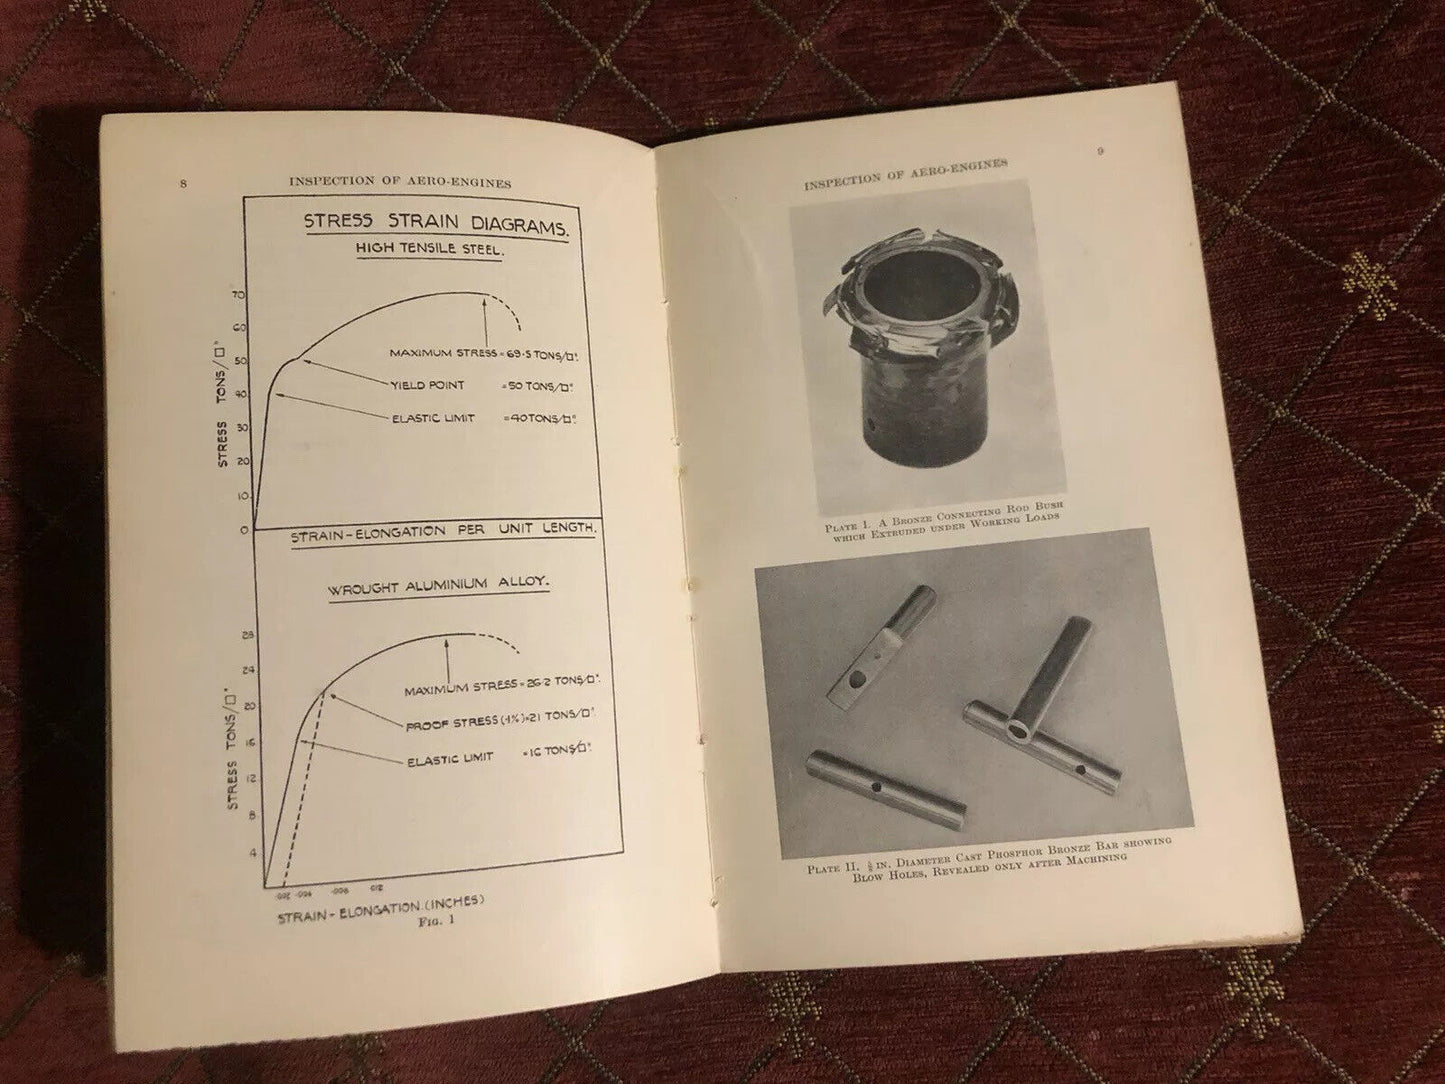 8
INSPECTION OF AERO-ENGINES
STRESS STRAIN DIAGRAMS.
HIGH TENSILE STEEL.
70
60
50
40
30
20
10
0
STRESS TONS/□"
MAXIMUM STRESS = 69·5 TONS/□".
YIELD POINT = 50 TONS/□".
ELASTIC LIMIT = 40 TONS/□".
STRAIN-ELONGATION PER UNIT LENGTH.
WROUGHT ALUMINIUM ALLOY.
28
24
20
16
12
8
4
STRESS TONS/□"
MAXIMUM STRESS = 26·2 TONS/□".
PROOF STRESS (·1%) = 21 TONS/□".
ELASTIC LIMIT = 16 TONS/□".
·002 ·004 ·008 ·012
STRAIN - ELONGATION. (INCHES)
FIG. 1
9
INSPECTION OF AERO-ENGINES
PLATE I. A BRONZE CONNECTING ROD BUSH
WHICH EXTRUDED UNDER WORKING LOADS
PLATE II. IN. DIAMETER CAST PHOSPHOR BRONZE BAR SHOWING
BLOW HOLES, REVEALED ONLY AFTER MACHINING